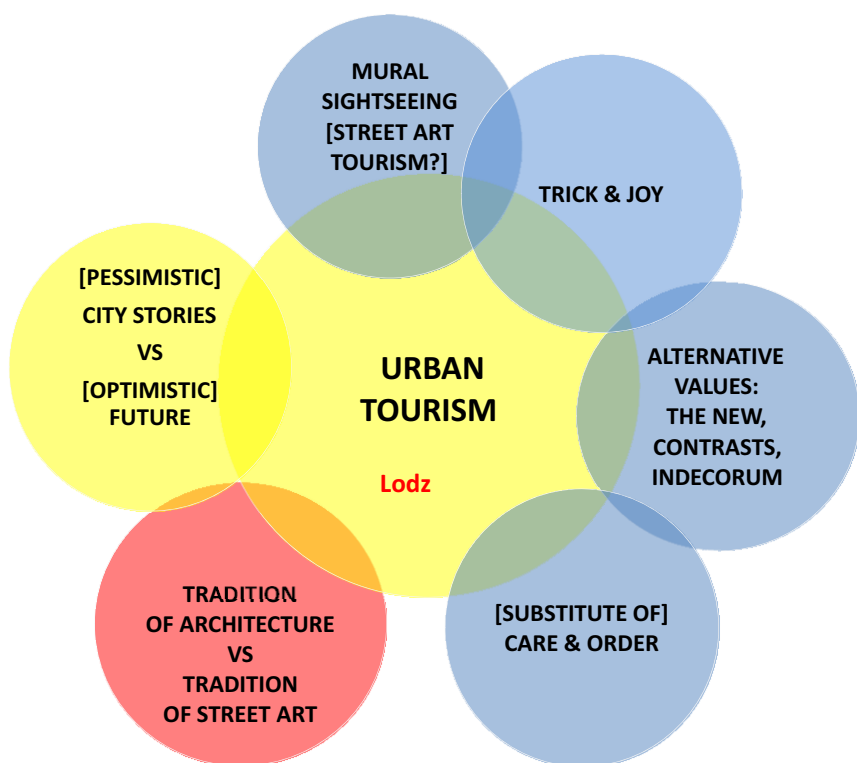 MURAL
SIGHTSEEING
[STREET ART
TOURISM?]
TRICK & JOY
[PESSIMISTIC]
CITY STORIES
VS
[OPTIMISTIC]
FUTURE
URBAN
TOURISM
Lodz
ALTERNATIVE
VALUES:
THE NEW,
CONTRASTS,
INDECORUM
TRADITION
OF ARCHITECTURE
VS
TRADITION
OF STREET ART
[SUBSTITUTE OF]
CARE & ORDER